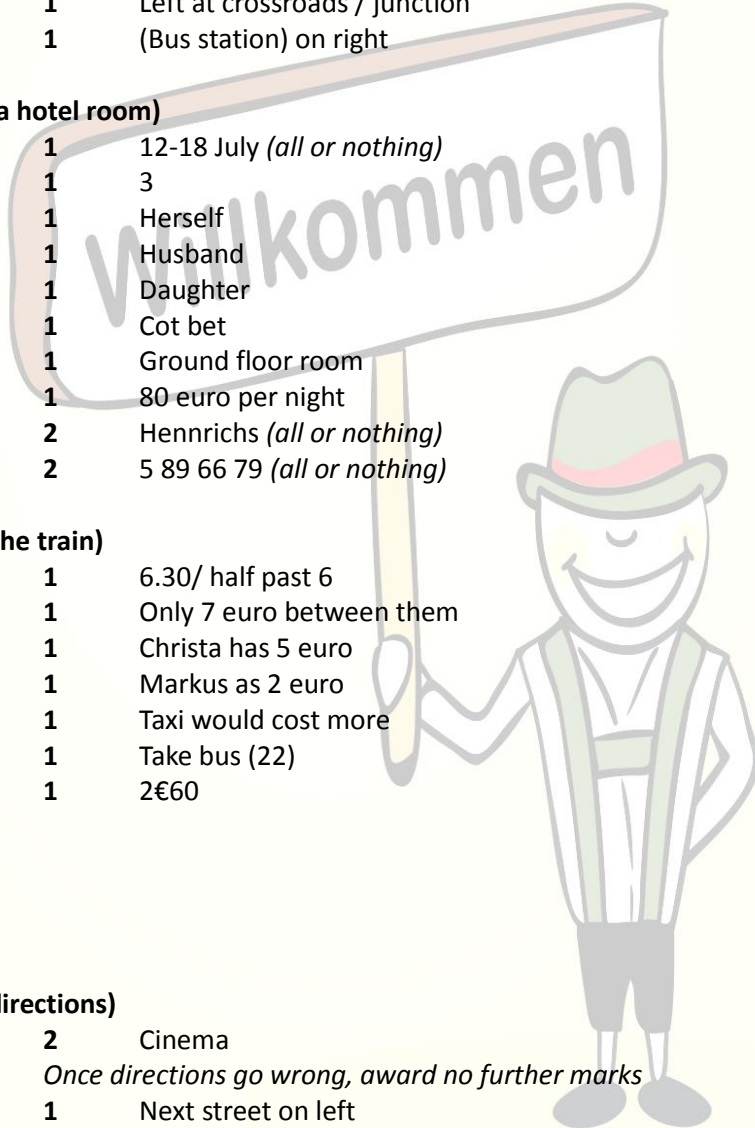 1 Left at crossroads / junction
1 (Bus station) on right
a hotel room)
1 12-18 July (all or nothing)
1 3
1 Herself
1 Husband
1 Daughter
1 Cot bet
1 Ground floor room
1 80 euro per night
2 Hennrichs (all or nothing)
2 5 89 66 79 (all or nothing)
Willkommen
he train)
1 6.30/ half past 6
1 Only 7 euro between them
1 Christa has 5 euro
1 Markus as 2 euro
1 Taxi would cost more
1 Take bus (22)
1 2€60
directions)
2 Cinema
Once directions go wrong, award no further marks
1 Next street on left